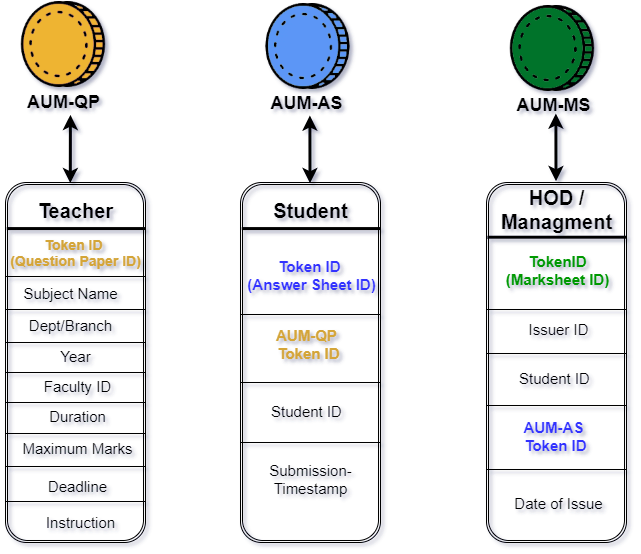 AUM-QP
AUM-AS
AUM-MS
Teacher
Token ID
(Question Paper ID)
Subject Name
Dept/Branch
Year
Faculty ID
Duration
Maximum Marks
Deadline
Instruction
Student
Token ID
(Answer Sheet ID)
AUM-QP
Token ID
Student ID
Submission-
Timestamp
HOD /
Managment
TokenID
(Marksheet ID)
Issuer ID
Student ID
AUM-AS
Token ID
Date of Issue